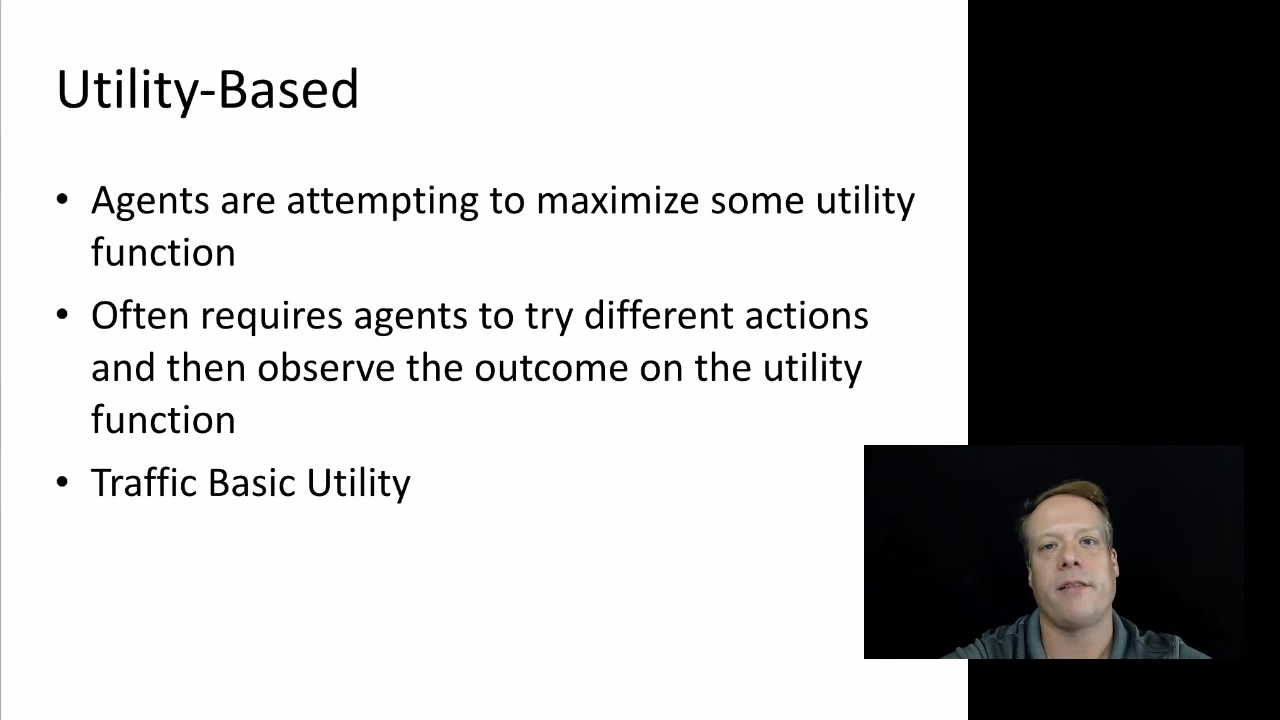 Utility-Based
• Agents are attempting to maximize some utility
function
• Often requires agents to try different actions
and then observe the outcome on the utility
function
• Traffic Basic Utility